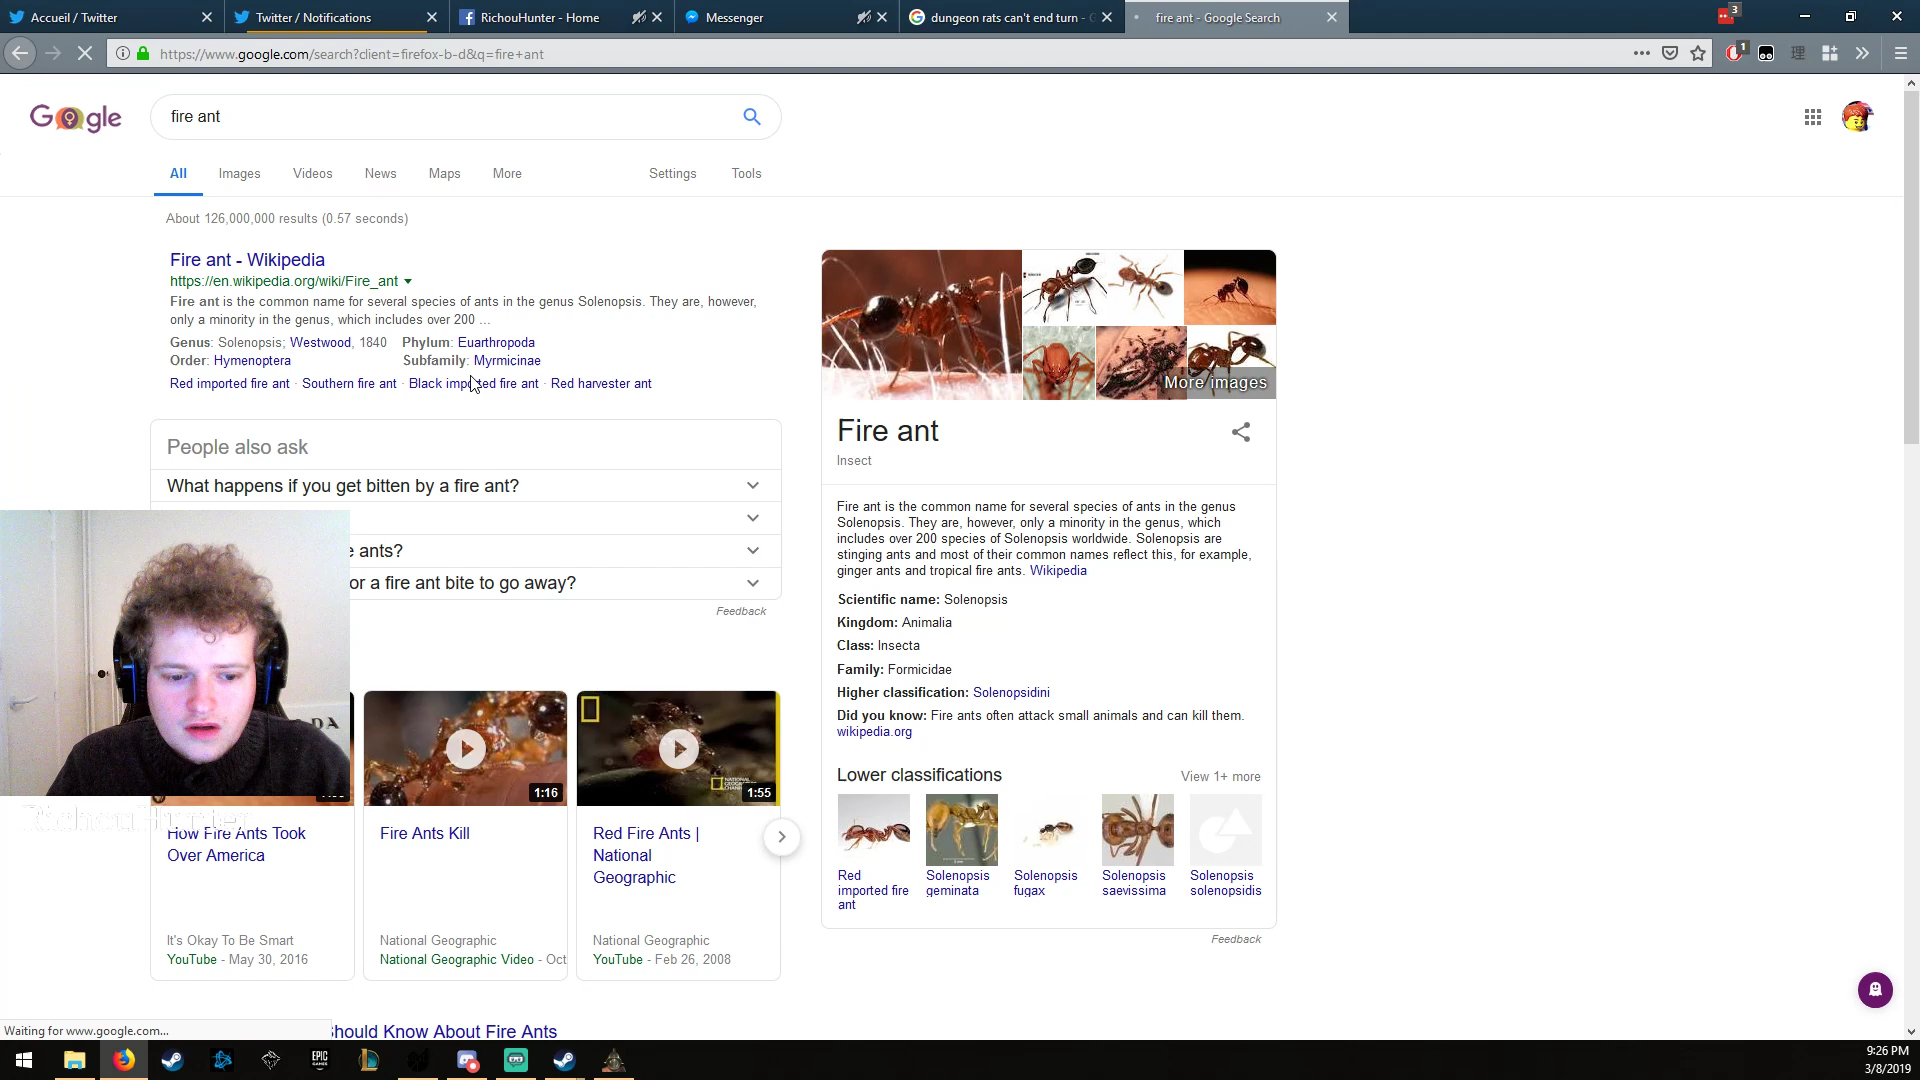 Accueil / Twitter
Twitter / Notifications
RichouHunter - Home
Messenger
dungeon rats can't end turn -
fire ant - Google Search
3
https://www.google.com/search?client=firefox-b-d&q=fire+ant
1
理
Google
fire ant
All
Images
Videos
News
Maps
More
Settings
Tools
About 126,000,000 results (0.57 seconds)
Fire ant - Wikipedia
https://en.wikipedia.org/wiki/Fire_ant
Fire ant is the common name for several species of ants in the genus Solenopsis. They are, however,
only a minority in the genus, which includes over 200 ...
Genus: Solenopsis; Westwood, 1840 Phylum: Euarthropoda
Order: Hymenoptera Subfamily: Myrmicinae
Red imported fire ant · Southern fire ant · Black imported fire ant · Red harvester ant
People also ask
What happens if you get bitten by a fire ant?
e ants?
or a fire ant bite to go away?
Feedback
1:16
1:55
RichouHunter
How Fire Ants Took
Over America
It's Okay To Be Smart
YouTube - May 30, 2016
Fire Ants Kill
National Geographic
National Geographic Video - Oct
Red Fire Ants |
National
Geographic
National Geographic
YouTube - Feb 26, 2008
Should Know About Fire Ants
More images
Fire ant
Insect
Fire ant is the common name for several species of ants in the genus
Solenopsis. They are, however, only a minority in the genus, which
includes over 200 species of Solenopsis worldwide. Solenopsis are
stinging ants and most of their common names reflect this, for example,
ginger ants and tropical fire ants. Wikipedia
Scientific name: Solenopsis
Kingdom: Animalia
Class: Insecta
Family: Formicidae
Higher classification: Solenopsidini
Did you know: Fire ants often attack small animals and can kill them.
wikipedia.org
Lower classifications
View 1+ more
Red
imported fire
ant
Solenopsis
geminata
Solenopsis
fugax
Solenopsis
saevissima
Solenopsis
solenopsidis
Feedback
Waiting for www.google.com...
EPIC
GAMES
9:26 PM
3/8/2019